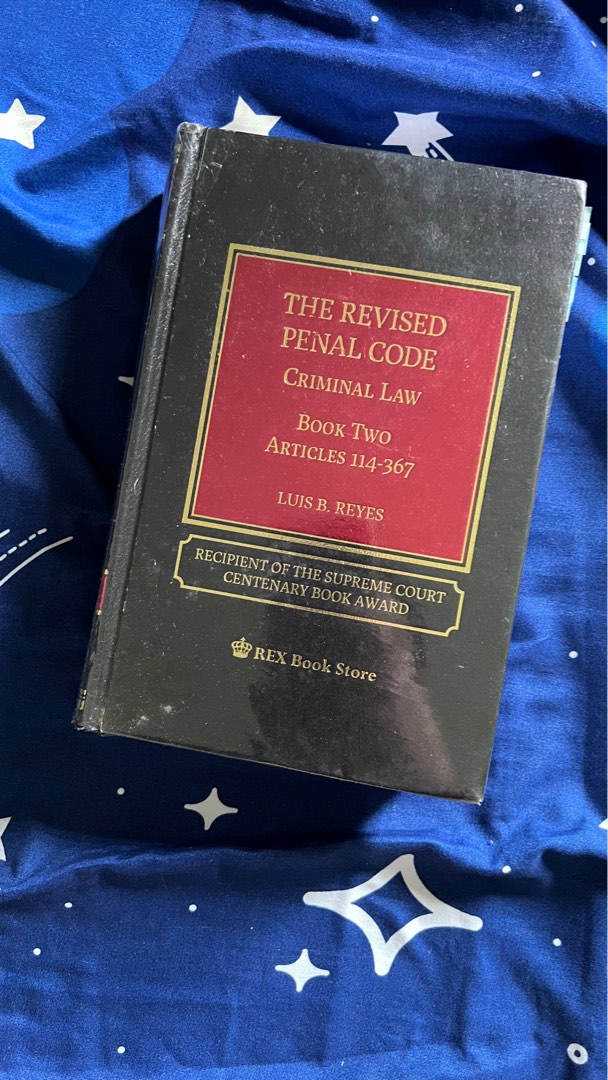 THE REVISED
PENAL CODE
CRIMINAL LAW
BOOK TWO
ARTICLES 114-367
LUIS B. REYES
RECIPIENT OF THE SUPREME COURT
CENTENARY BOOK AWARD
REX Book Store